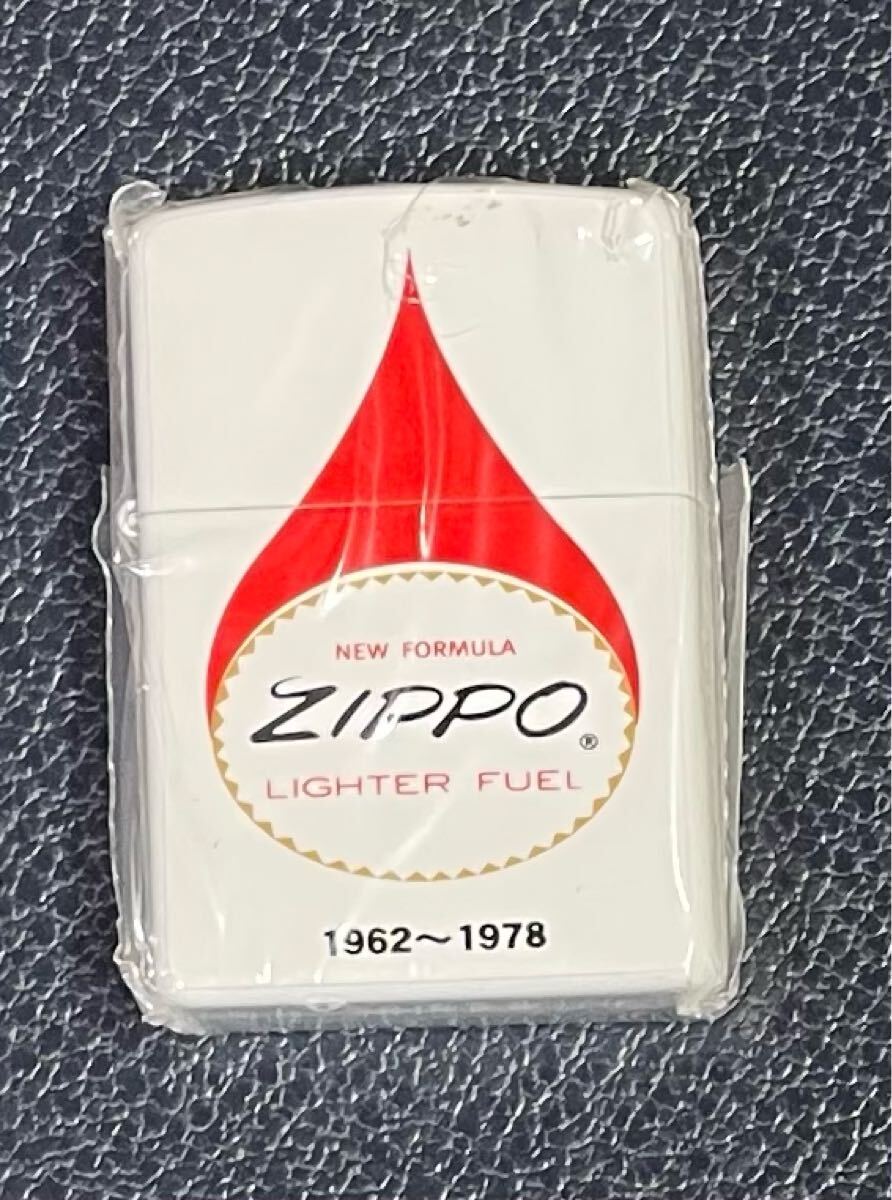 NEW FORMULA
ZIPPO®
LIGHTER FUEL
1962～1978